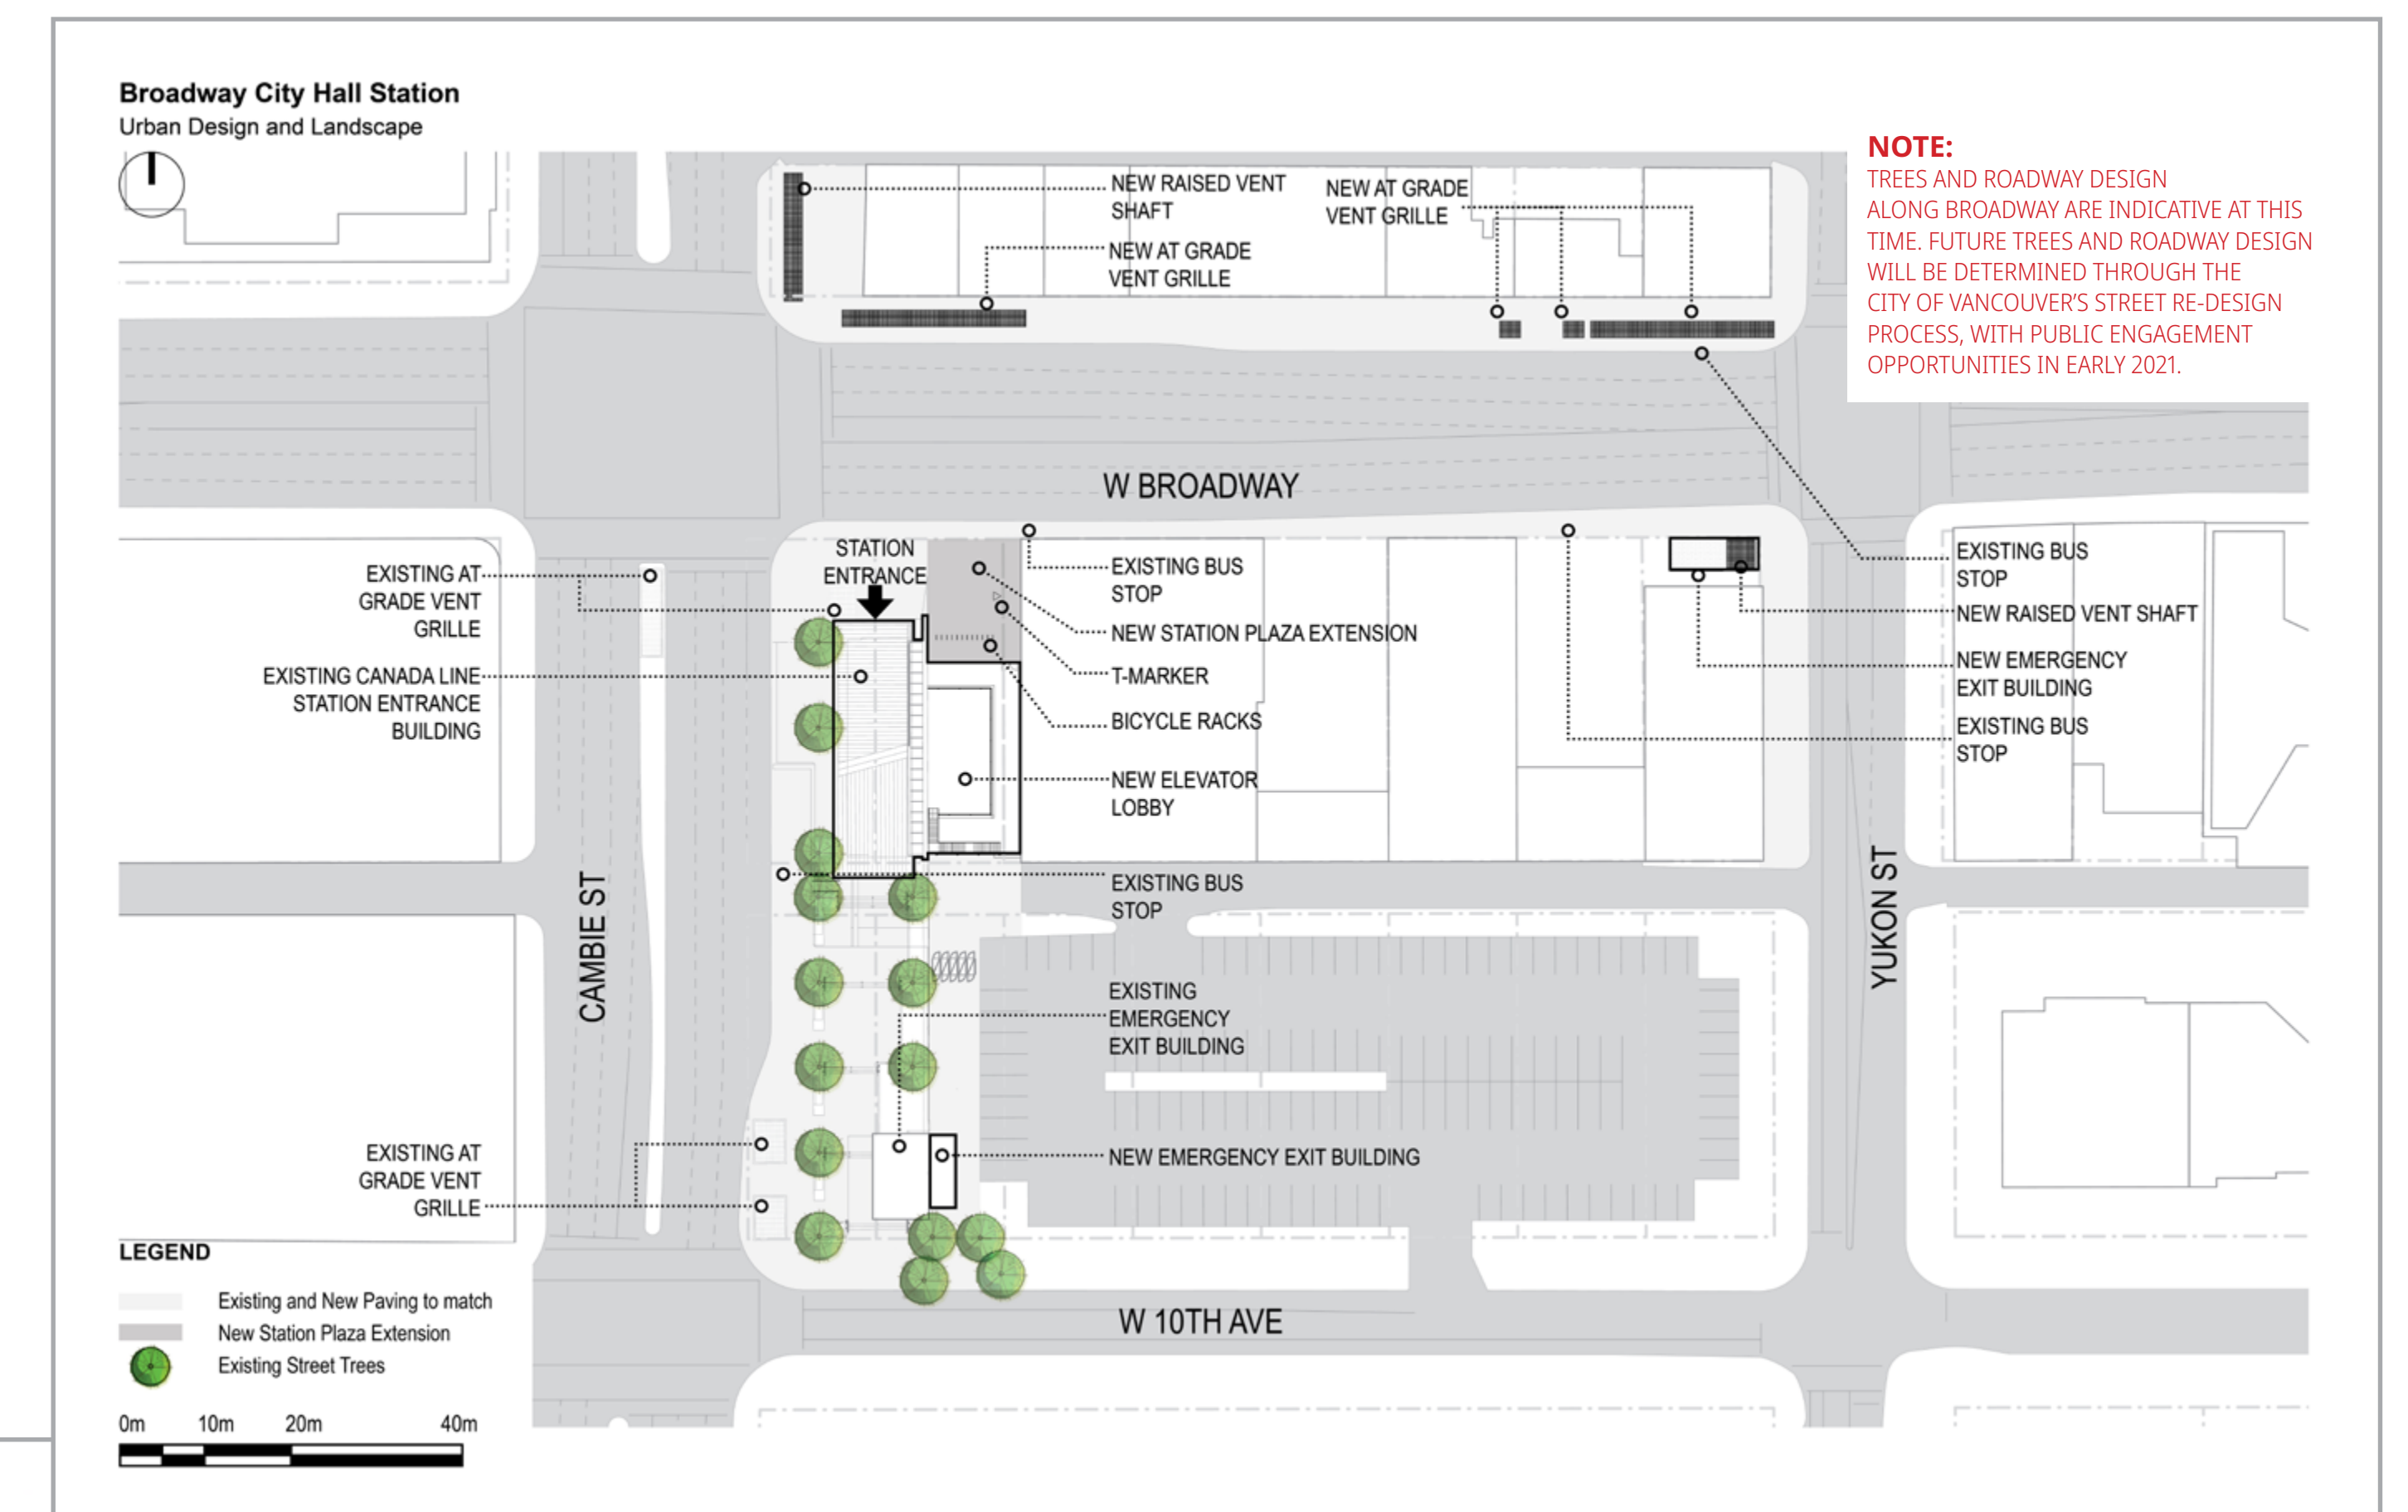 Broadway City Hall Station
Urban Design and Landscape
NOTE:
TREES AND ROADWAY DESIGN
ALONG BROADWAY ARE INDICATIVE AT THIS
TIME. FUTURE TREES AND ROADWAY DESIGN
WILL BE DETERMINED THROUGH THE
CITY OF VANCOUVER’S STREET RE-DESIGN
PROCESS, WITH PUBLIC ENGAGEMENT
OPPORTUNITIES IN EARLY 2021.
NEW RAISED VENT
SHAFT
NEW AT GRADE
VENT GRILLE
NEW AT GRADE
VENT GRILLE
W BROADWAY
STATION
ENTRANCE
EXISTING AT
GRADE VENT
GRILLE
EXISTING CANADA LINE
STATION ENTRANCE
BUILDING
EXISTING BUS
STOP
NEW STATION PLAZA EXTENSION
T-MARKER
BICYCLE RACKS
NEW ELEVATOR
LOBBY
EXISTING BUS
STOP
EXISTING BUS
STOP
NEW RAISED VENT SHAFT
NEW EMERGENCY
EXIT BUILDING
EXISTING BUS
STOP
CAMBIE ST
YUKON ST
EXISTING
EMERGENCY
EXIT BUILDING
NEW EMERGENCY EXIT BUILDING
EXISTING AT
GRADE VENT
GRILLE
W 10TH AVE
LEGEND
Existing and New Paving to match
New Station Plaza Extension
Existing Street Trees
0m 10m 20m 40m